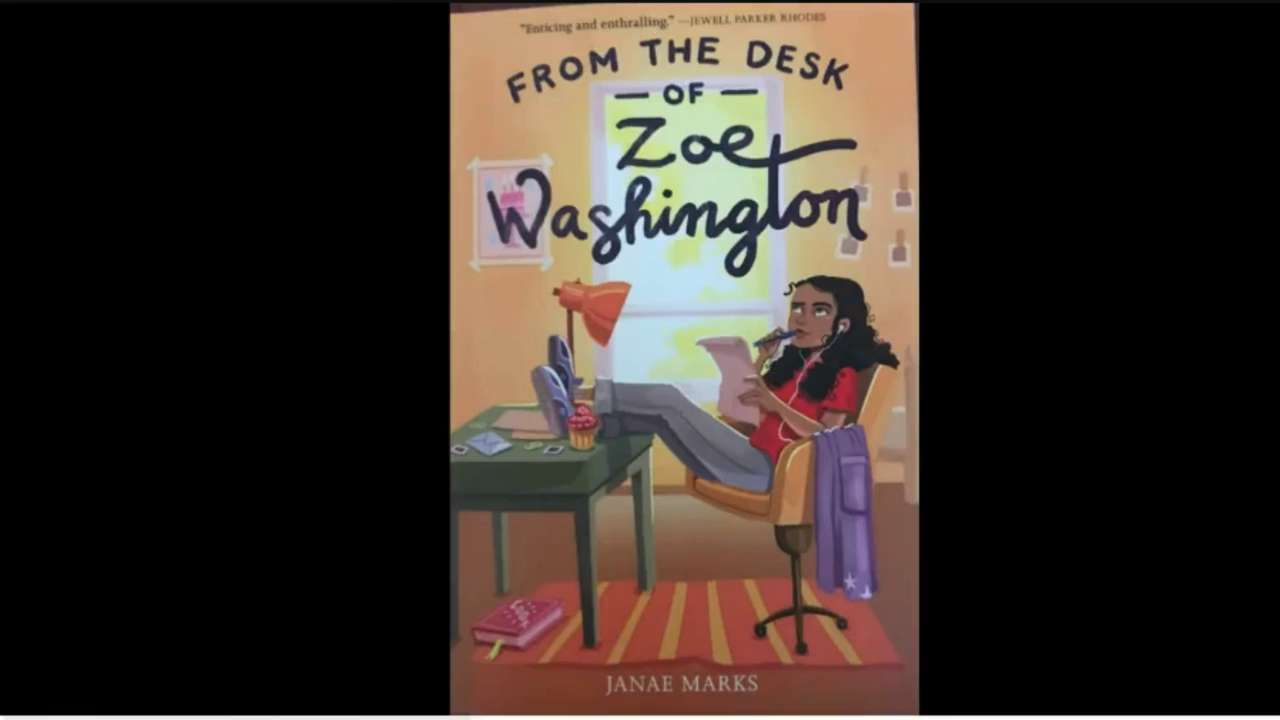 "Enticing and enthralling." —JEWELL PARKER RHODES
FROM THE DESK
— OF —
Zoe
Washington
JANAE MARKS